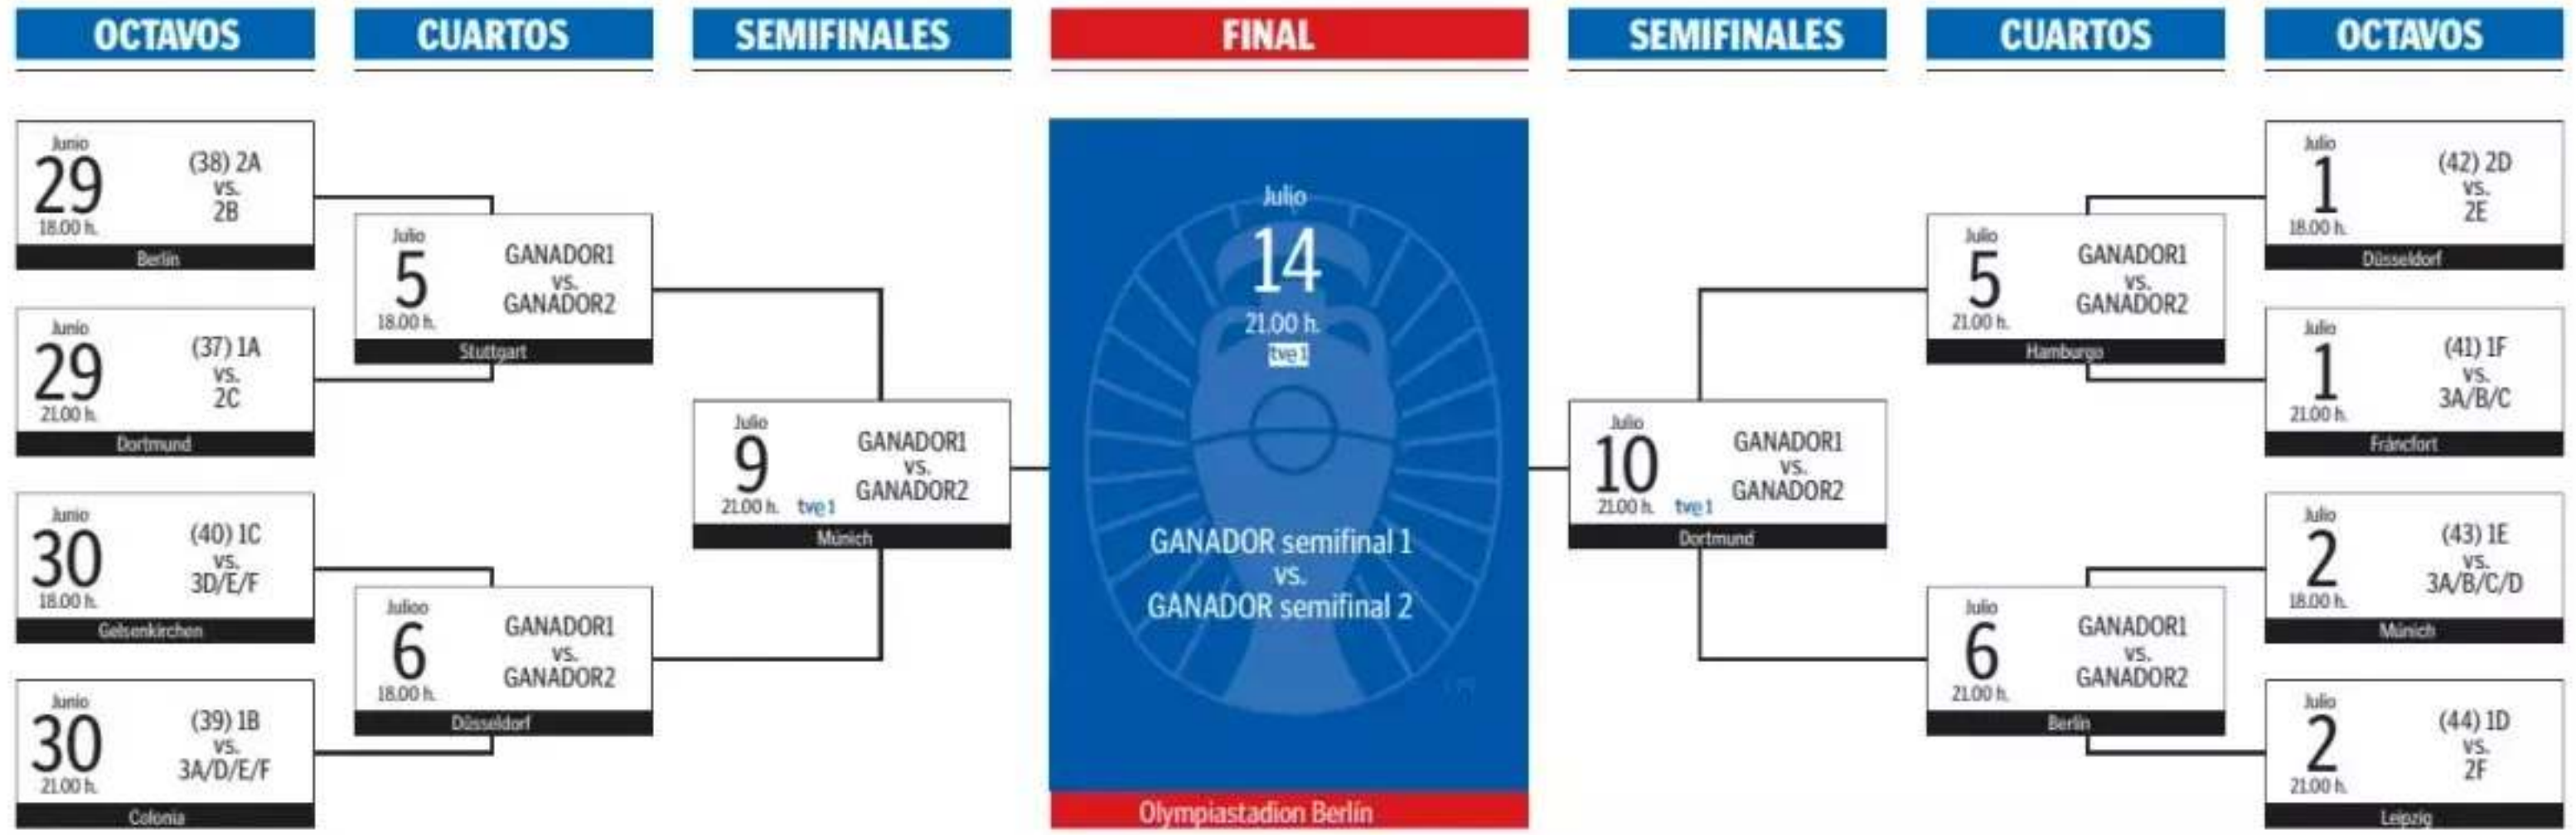 OCTAVOS
CUARTOS
SEMIFINALES
FINAL
SEMIFINALES
CUARTOS
OCTAVOS
Junio
29
18.00 h.
(38) 2A
vs.
2B
Berlín
Junio
29
21.00 h.
(37) 1A
vs.
2C
Dortmund
Junio
30
18.00 h.
(40) 1C
vs.
3D/E/F
Gelsenkirchen
Junio
30
21.00 h.
(39) 1B
vs.
3A/D/E/F
Colonia
Julio
5
18.00 h.
GANADOR1
vs.
GANADOR2
Stuttgart
Julioo
6
18.00 h.
GANADOR1
vs.
GANADOR2
Düsseldorf
Julio
9
21.00 h. tve1
GANADOR1
vs.
GANADOR2
Múnich
Julio
14
21.00 h.
tve1
GANADOR semifinal 1
vs.
GANADOR semifinal 2
Olympiastadion Berlín
Julio
10
21.00 h. tve1
GANADOR1
vs.
GANADOR2
Dortmund
Julio
5
21.00 h.
GANADOR1
vs.
GANADOR2
Hamburgo
Julio
6
21.00 h.
GANADOR1
vs.
GANADOR2
Berlín
Julio
1
18.00 h.
(42) 2D
vs.
2E
Düsseldorf
Julio
1
21.00 h.
(41) 1F
vs.
3A/B/C
Fráncfort
Julio
2
18.00 h.
(43) 1E
vs.
3A/B/C/D
Múnich
Julio
2
21.00 h.
(44) 1D
vs.
2F
Leipzig